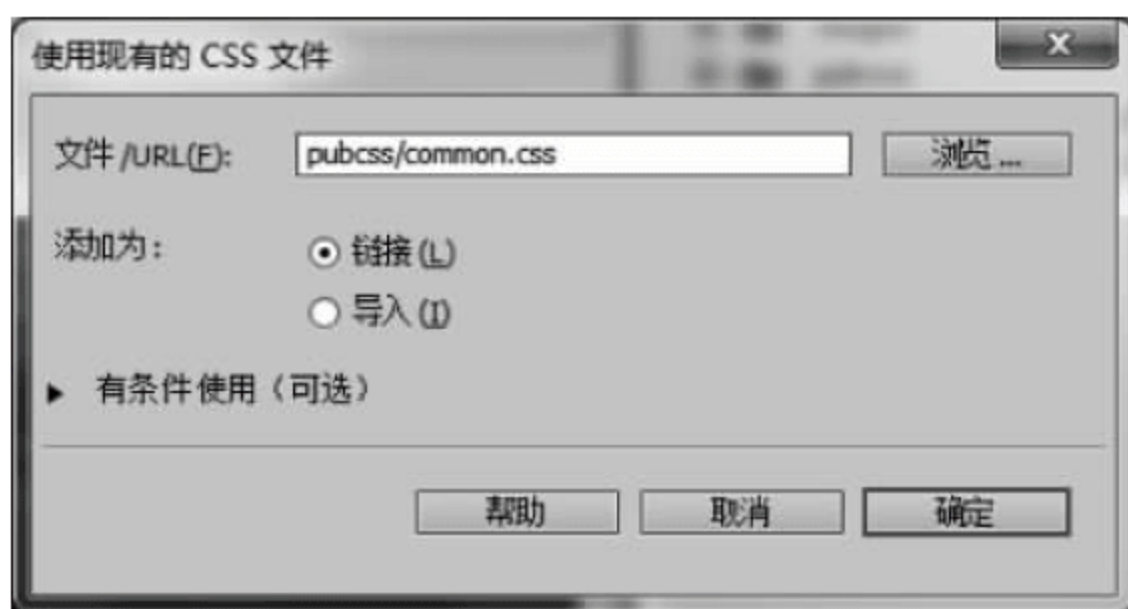 使用现有的 CSS 文件
文件/URL(F): pubcss/common.css 浏览...
添加为: 链接(L)
导入(I)
有条件使用（可选）
帮助 取消 确定